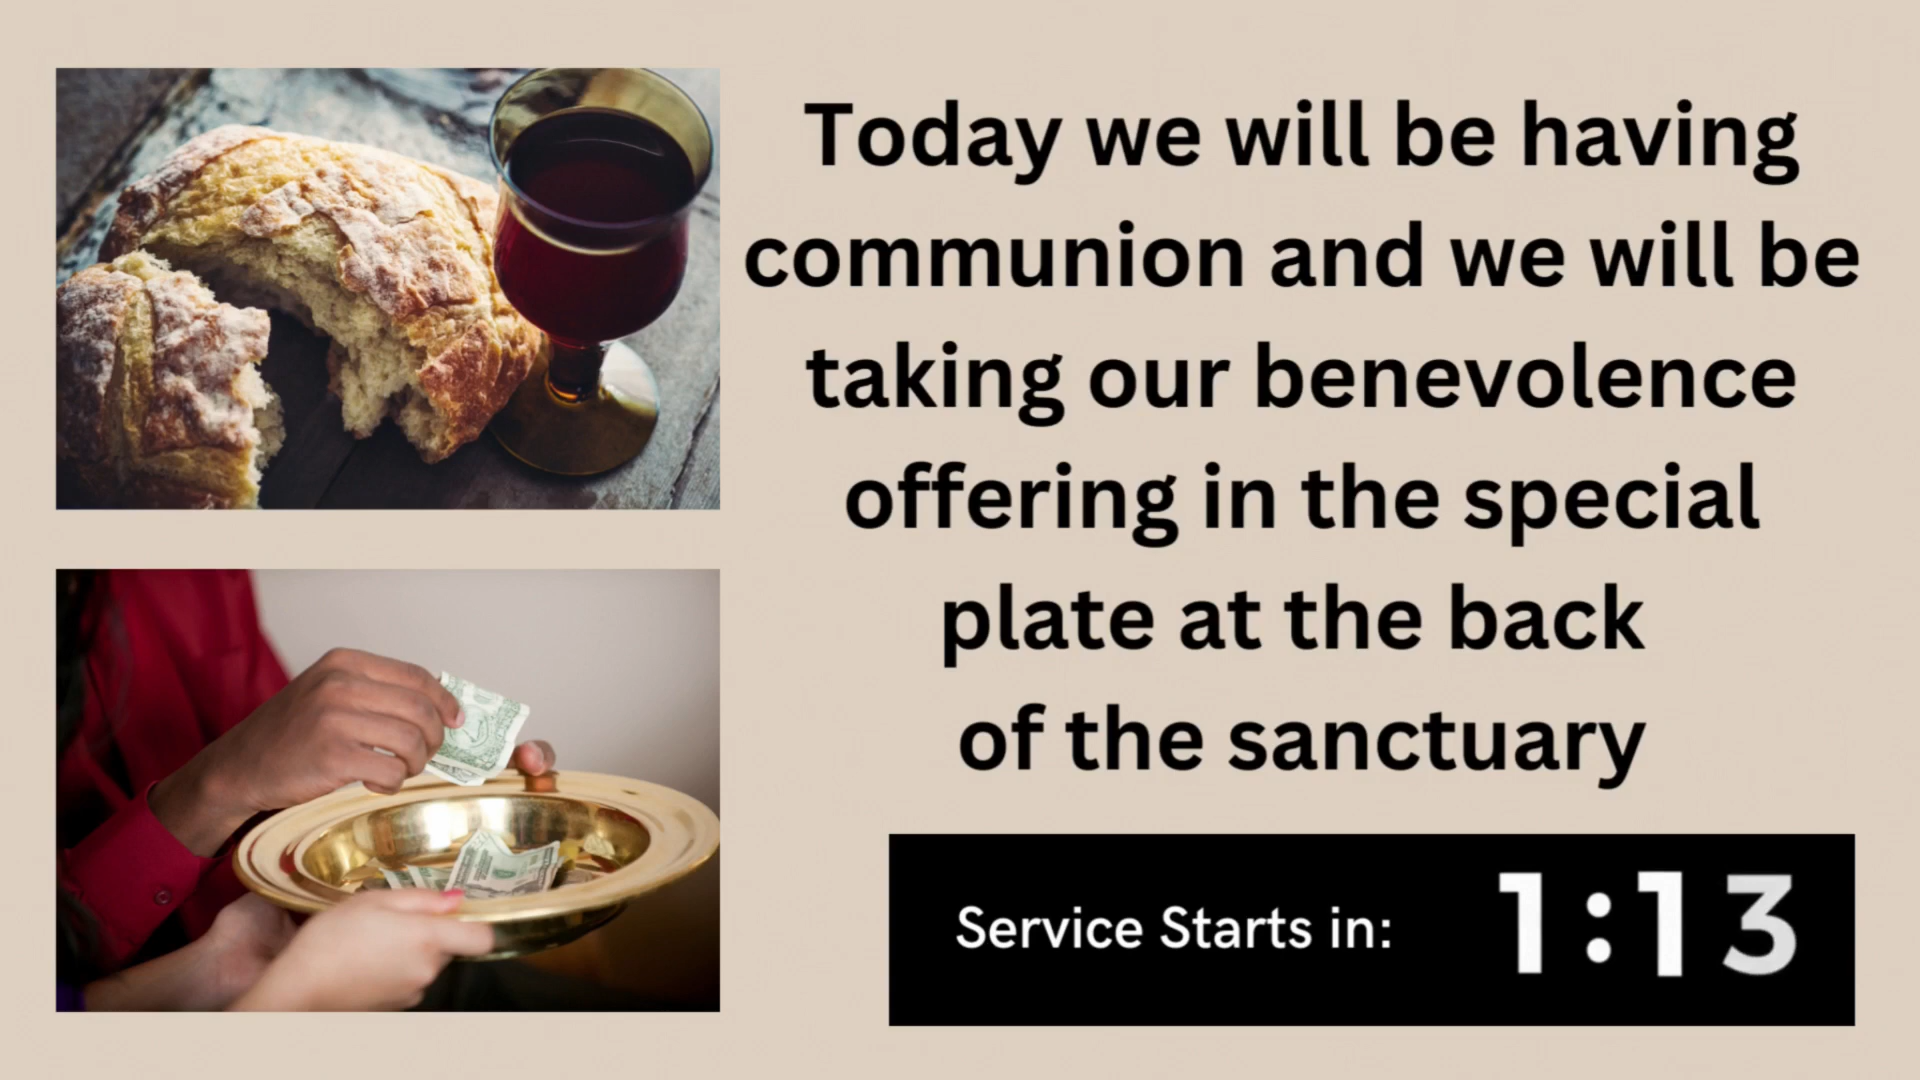 Today we will be having
communion and we will be
taking our benevolence
offering in the special
plate at the back
of the sanctuary
Service Starts in: 1:13